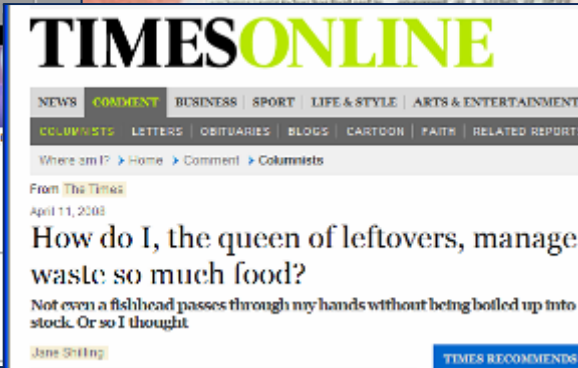 TIMESONLINE
NEWS COMMENT BUSINESS SPORT LIFE & STYLE ARTS & ENTERTAINMENT
COLUMNISTS LETTERS OBITUARIES BLOGS CARTOON FAITH RELATED REPORT
Where am I? Home Comment Columnists
From The Times
April 11, 2008
How do I, the queen of leftovers, manage
waste so much food?
Not even a fishhead passes through my hands without being boiled up into
stock. Or so I thought
Jane Shilling
TIMES RECOMMENDS